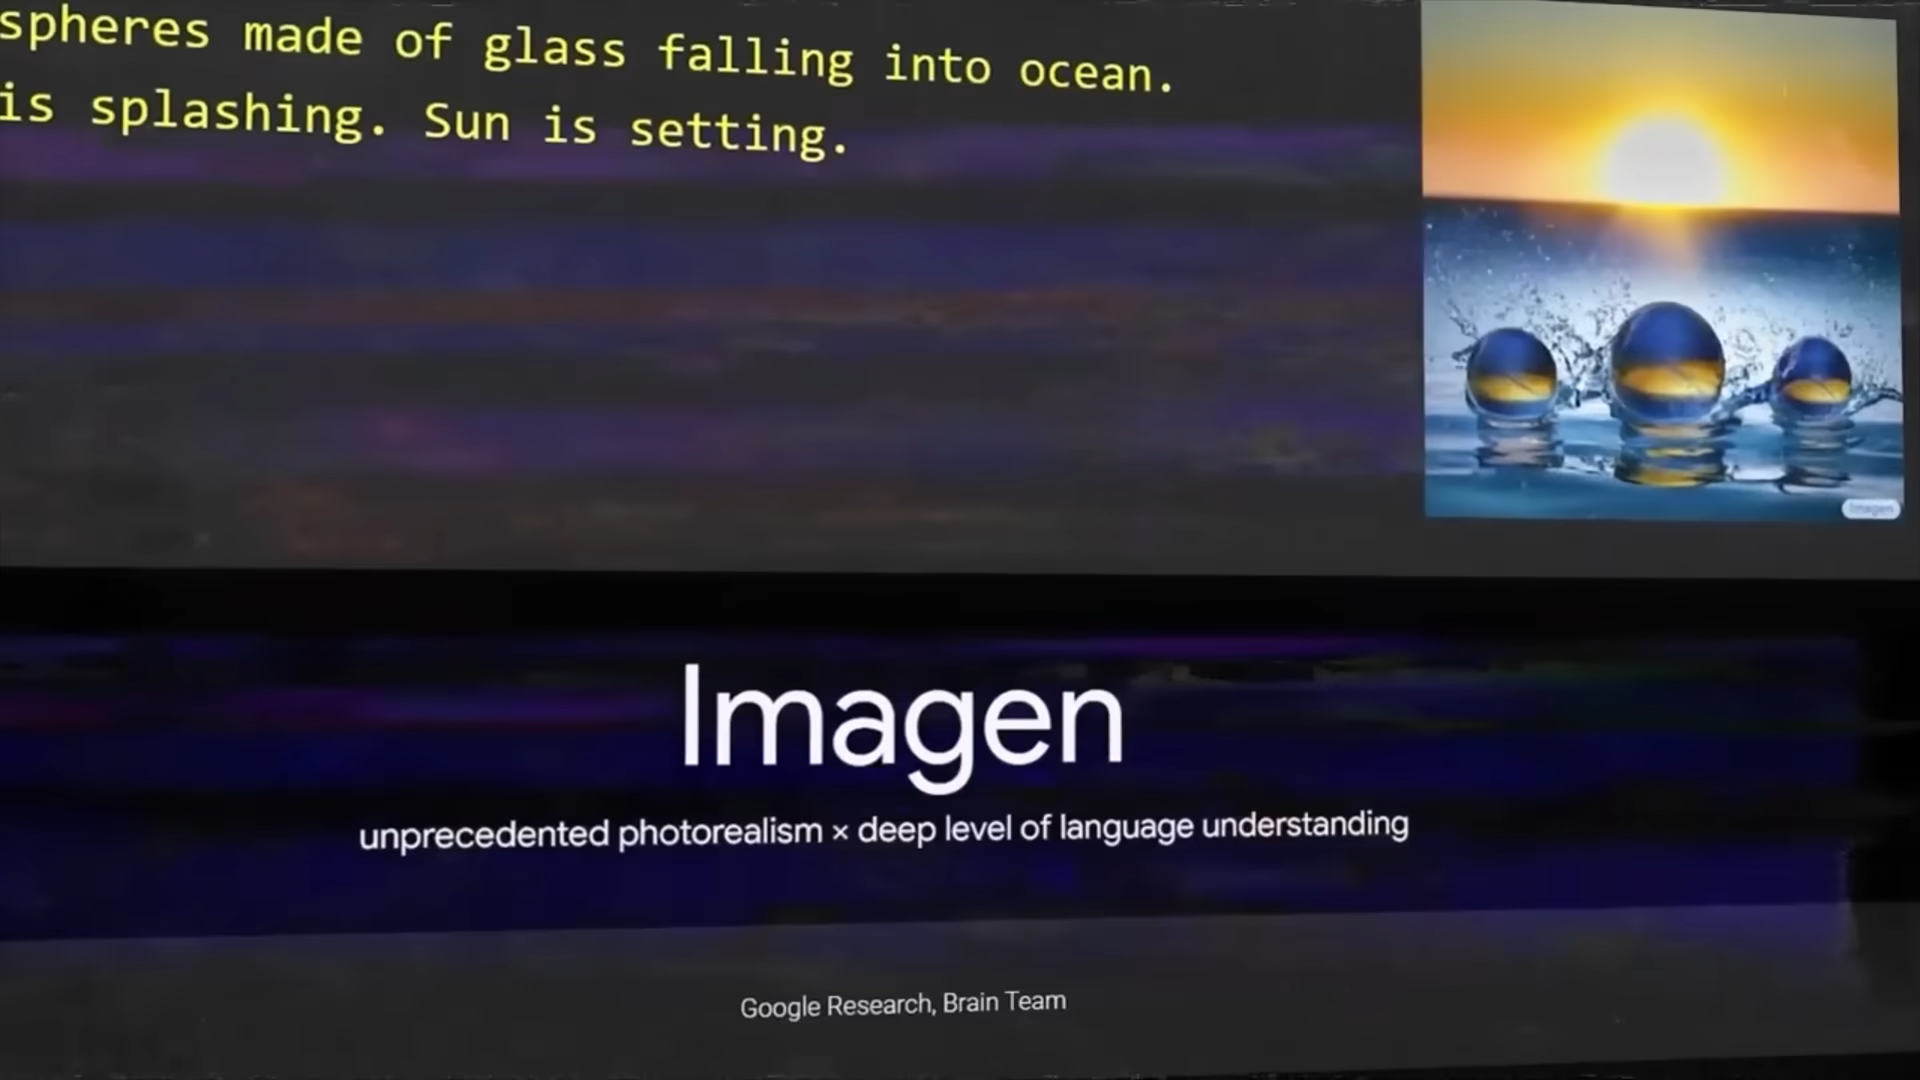 spheres made of glass falling into ocean.
is splashing. Sun is setting.
Imagen
Imagen
unprecedented photorealism × deep level of language understanding
Google Research, Brain Team